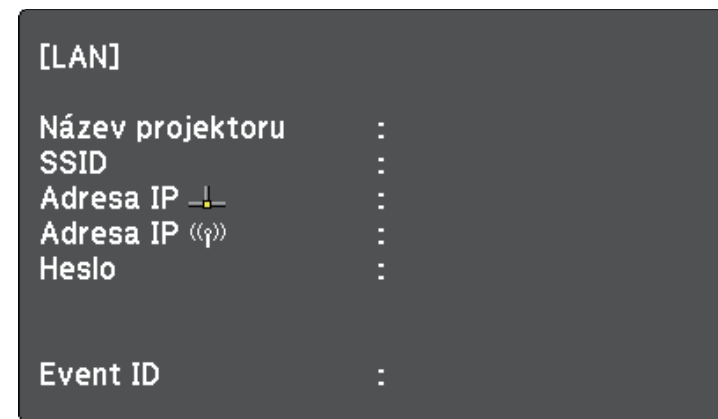 [LAN]
Název projektoru :
SSID :
Adresa IP :
Adresa IP :
Heslo :
Event ID :